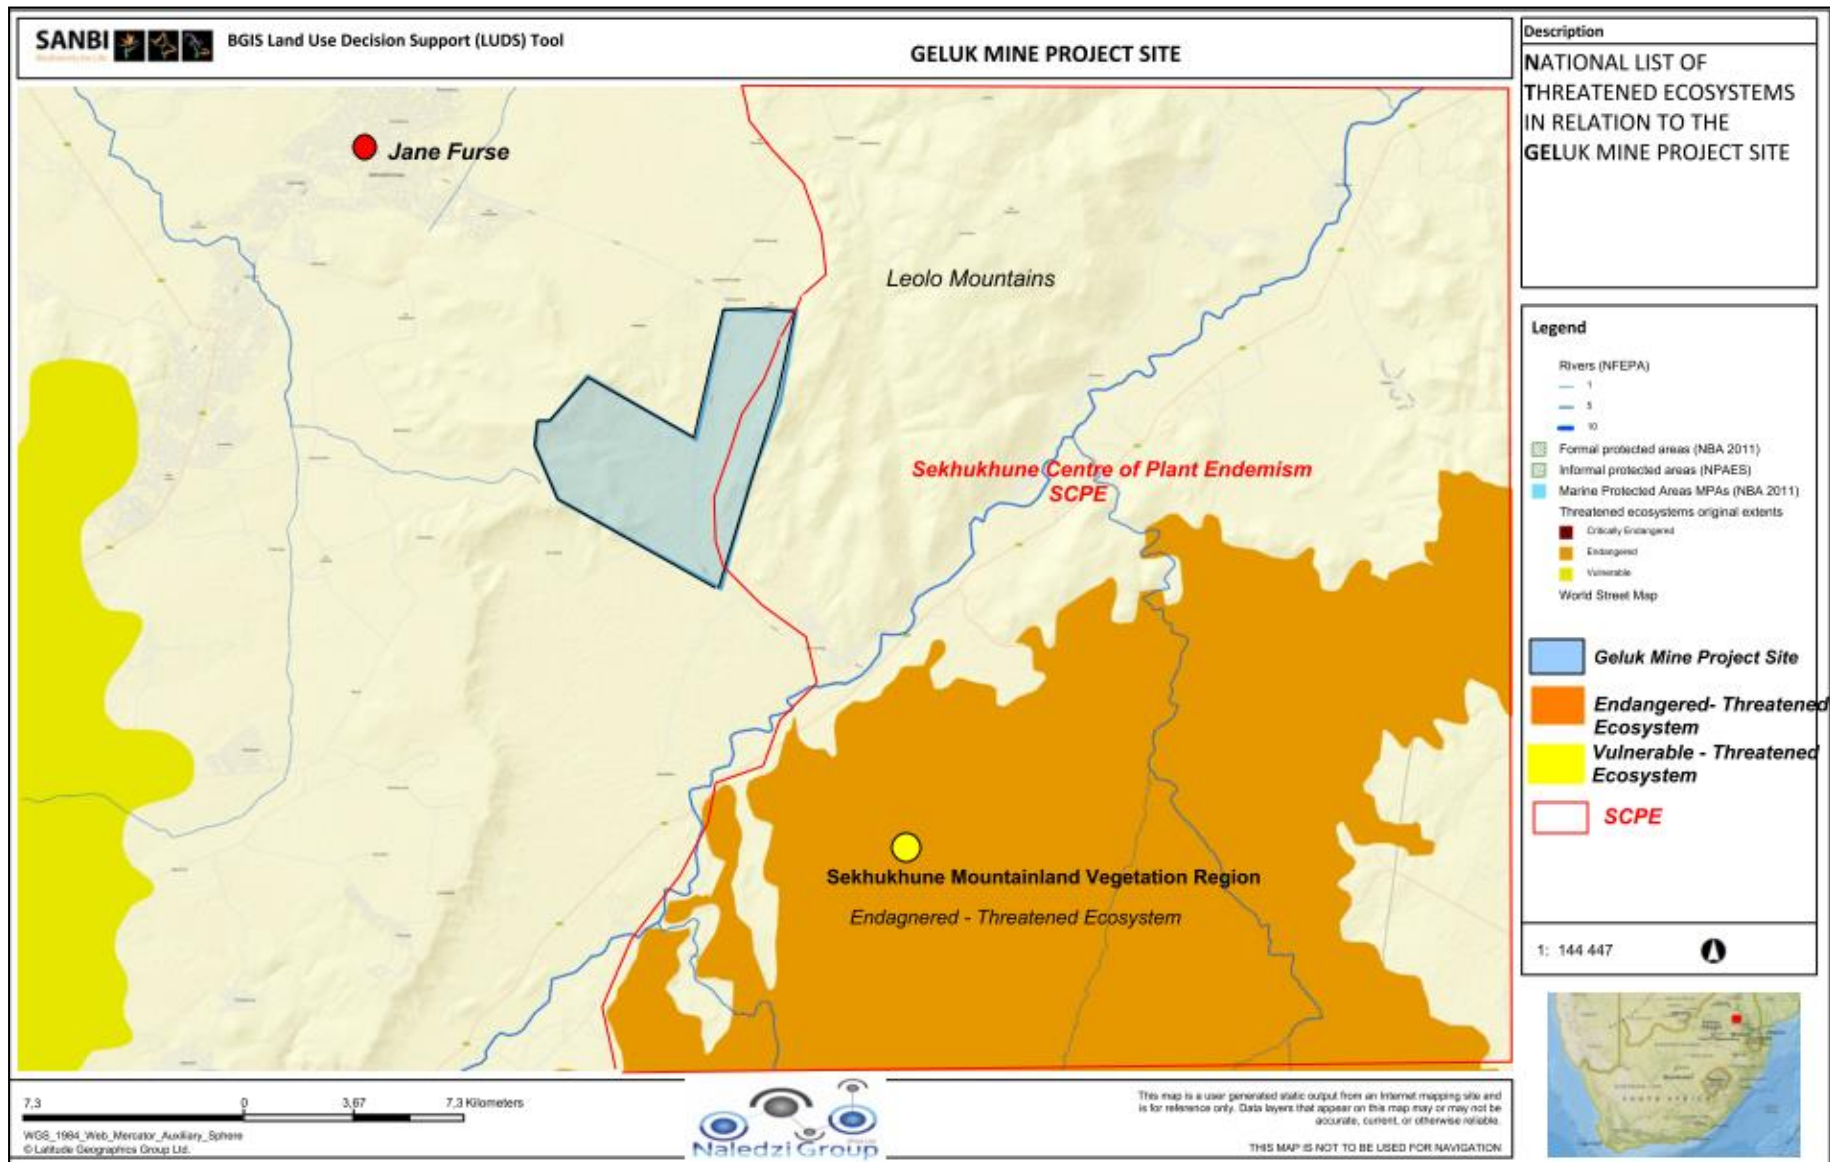 SANBI
Biodiversity for Life
BGIS Land Use Decision Support (LUDS) Tool
GELUK MINE PROJECT SITE
Description
NATIONAL LIST OF
THREATENED ECOSYSTEMS
IN RELATION TO THE
GELUK MINE PROJECT SITE
Jane Furse
Leolo Mountains
Sekhukhune Centre of Plant Endemism
SCPE
Sekhukhune Mountainland Vegetation Region
Endagnered - Threatened Ecosystem
Legend
Rivers (NFEPA)
1
5
10
Formal protected areas (NBA 2011)
Informal protected areas (NPAES)
Marine Protected Areas MPAs (NBA 2011)
Threatened ecosystems original extents
Critically Endangered
Endangered
Vulnerable
World Street Map
Geluk Mine Project Site
Endangered- Threatened
Ecosystem
Vulnerable - Threatened
Ecosystem
SCPE
1: 144 447
7,3 0 3,67 7,3 Kilometers
WGS_1984_Web_Mercator_Auxiliary_Sphere
© Latitude Geographics Group Ltd.
Naledzi Group
This map is a user generated static output from an Internet mapping site and
is for reference only. Data layers that appear on this map may or may not be
accurate, current, or otherwise reliable.
THIS MAP IS NOT TO BE USED FOR NAVIGATION